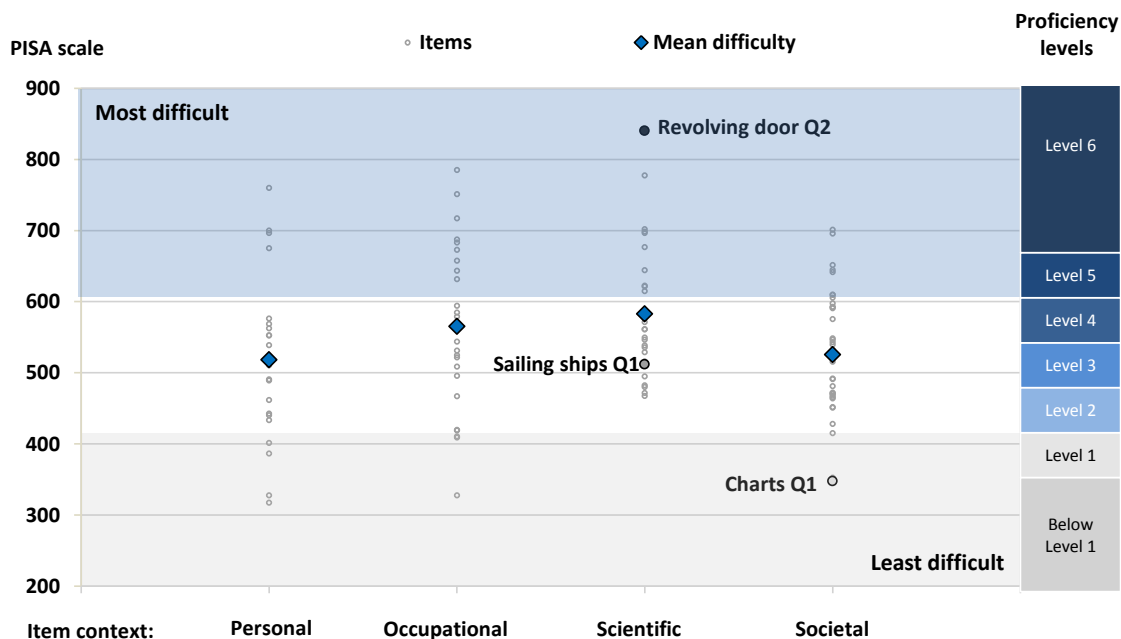 Proficiency
levels
PISA scale
Items
Mean difficulty
900
Most difficult
Revolving door Q2
Level 6
800
700
Level 5
600
Level 4
Sailing ships Q1
Level 3
500
Level 2
400
Level 1
Charts Q1
300
Below
Level 1
Least difficult
200
Item context:
Personal
Occupational
Scientific
Societal